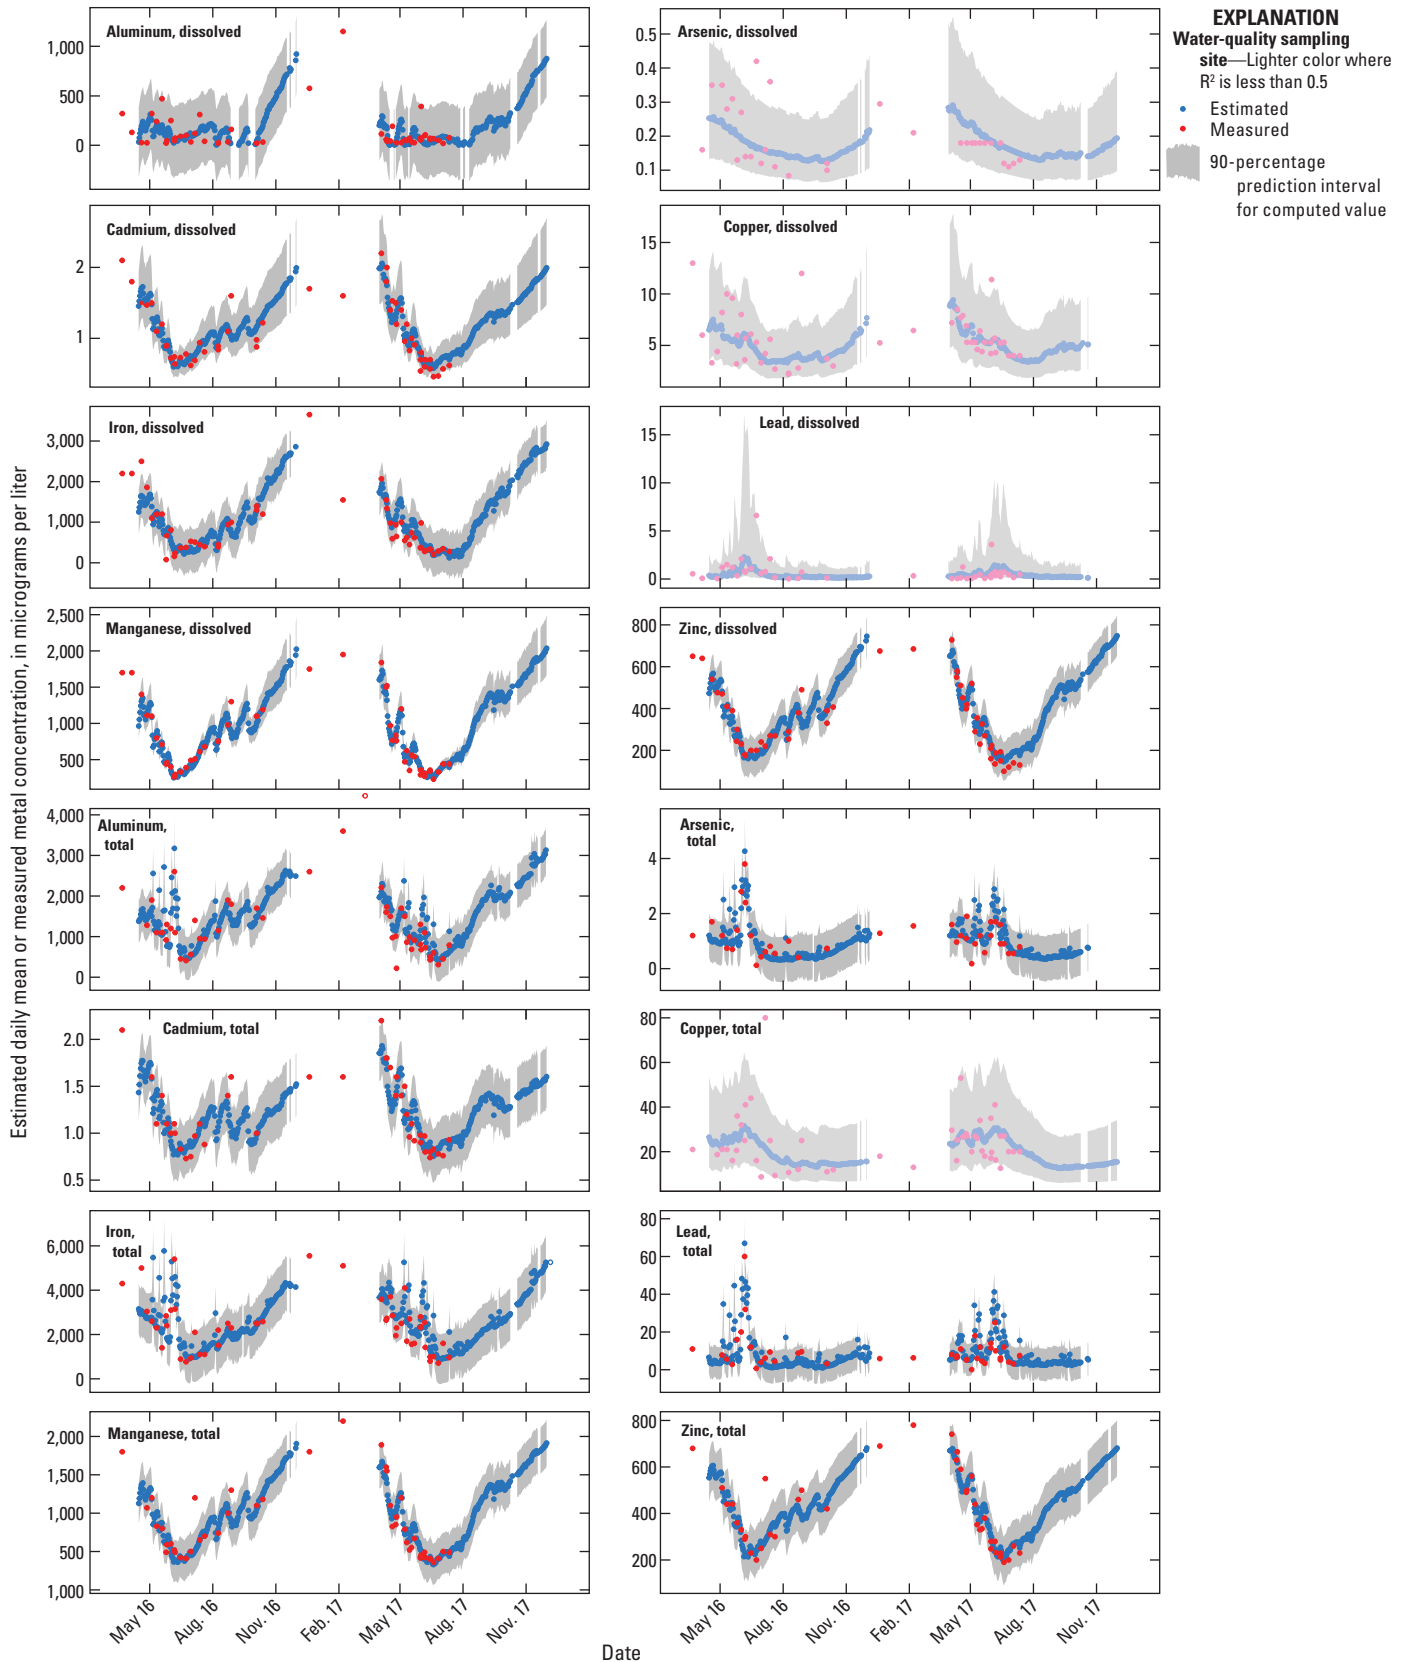 Estimated daily mean or measured metal concentration, in micrograms per liter
Aluminum, dissolved
1,000
500
0
Arsenic, dissolved
0.5
0.4
0.3
0.2
0.1
EXPLANATION
Water-quality sampling
site—Lighter color where
R² is less than 0.5
Estimated
Measured
90-percentage
prediction interval
for computed value
Cadmium, dissolved
2
1
Copper, dissolved
15
10
5
Iron, dissolved
3,000
2,000
1,000
0
Lead, dissolved
15
10
5
0
Manganese, dissolved
2,500
2,000
1,500
1,000
500
Zinc, dissolved
800
600
400
200
Aluminum,
total
4,000
3,000
2,000
1,000
0
Arsenic,
total
4
2
0
Cadmium, total
2.0
1.5
1.0
0.5
Copper, total
80
60
40
20
Iron,
total
6,000
4,000
2,000
0
Lead,
total
80
60
40
20
0
Manganese, total
2,000
1,500
1,000
500
1,000
Zinc, total
800
600
400
200
May 16
Aug. 16
Nov. 16
Feb. 17
May 17
Aug. 17
Nov. 17
May 16
Aug. 16
Nov. 16
Feb. 17
May 17
Aug. 17
Nov. 17
Date